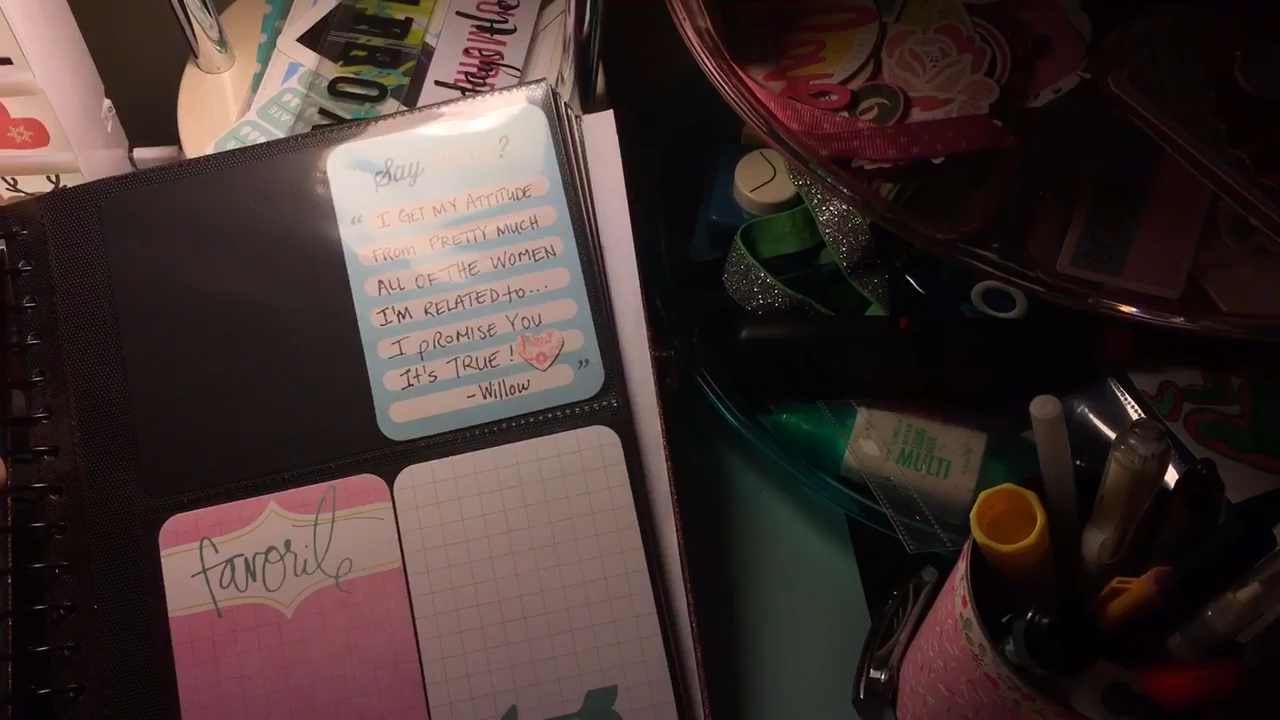 Say ?
“ I GET MY ATTITUDE
FROM PRETTY MUCH
ALL OF THE WOMEN
I'M RELATED to...
I PROMISE YOU
It's TRUE! ”
- Willow
favorite
MULTI